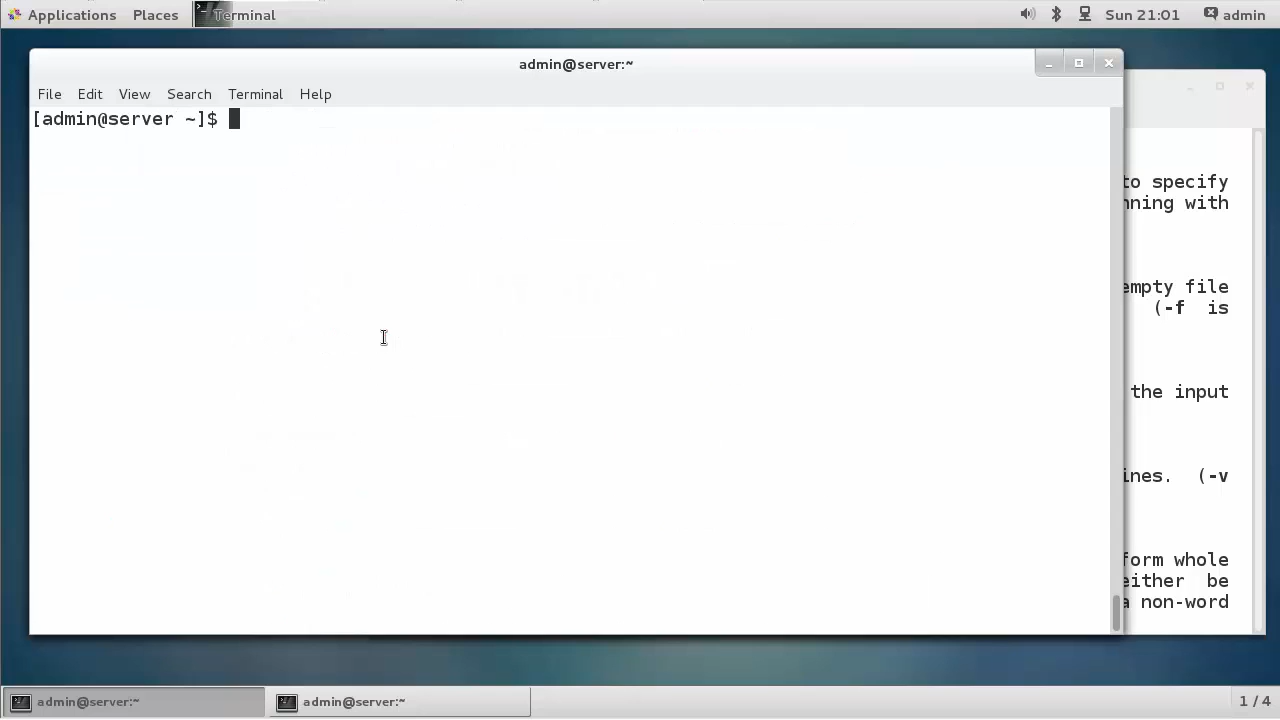 Applications Places Terminal Sun 21:01 admin
admin@server:~
File Edit View Search Terminal Help
[admin@server ~]$
to specify
nning with
empty file
(-f is
the input
ines. (-v
form whole
either be
a non-word
admin@server:~ admin@server:~ 1 / 4